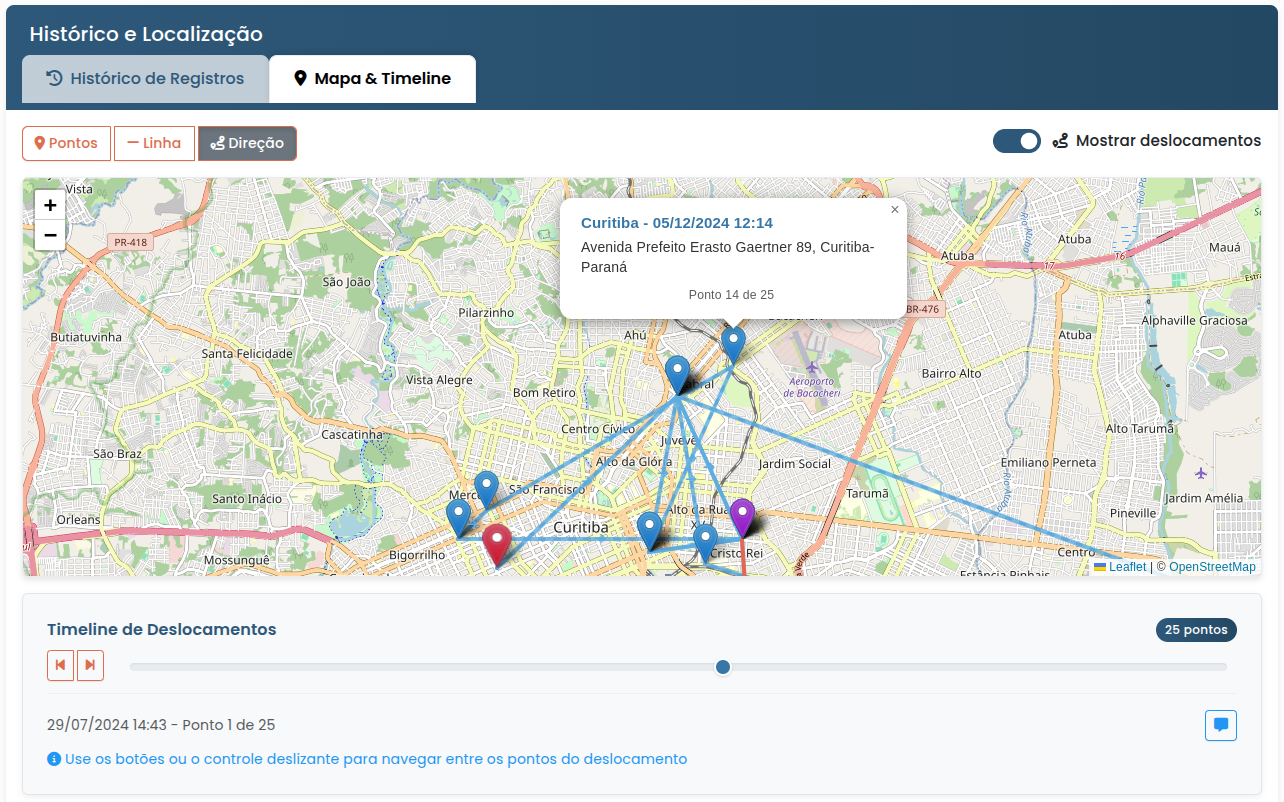 Histórico e Localização
Histórico de Registros
Mapa & Timeline
Pontos
Linha
Direção
Mostrar deslocamentos
+
−
Vista
PR-418
São João
Butiatuvinha
Santa Felicidade
Pilarzinho
Vista Alegre
Bom Retiro
Ahú
Cascatinha
São Braz
Centro Cívico
Juvevê
Alto da Glória
Santo Inácio
Orleans
Mossunguê
São Francisco
Curitiba
Bigorrilho
Cristo Rei
Curitiba - 05/12/2024 12:14
×
Avenida Prefeito Erasto Gaertner 89, Curitiba-
Paraná
Ponto 14 de 25
Aeroporto
de Bacacheri
Jardim Social
Tarumã
Atuba
Atuba
17
16
Mauá
BR-476
Alphaville Graciosa
Atuba
Bairro Alto
Alto Tarumã
Emiliano Perneta
Jardim Amélia
Pineville
Centro
Estância Pinhais
Leaflet | © OpenStreetMap
Timeline de Deslocamentos
25 pontos
29/07/2024 14:43 - Ponto 1 de 25
Use os botões ou o controle deslizante para navegar entre os pontos do deslocamento